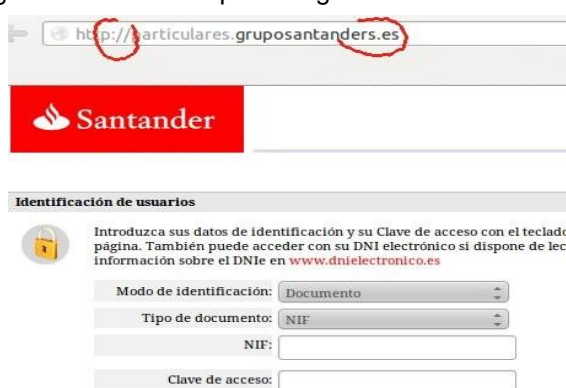 http://particulares.gruposantanders.es
Santander
Identificación de usuarios
Introduzca sus datos de identificación y su Clave de acceso con el teclado
página. También puede acceder con su DNI electrónico si dispone de lec
información sobre el DNIe en www.dnielectronico.es
Modo de identificación: Documento
Tipo de documento: NIF
NIF:
Clave de acceso: